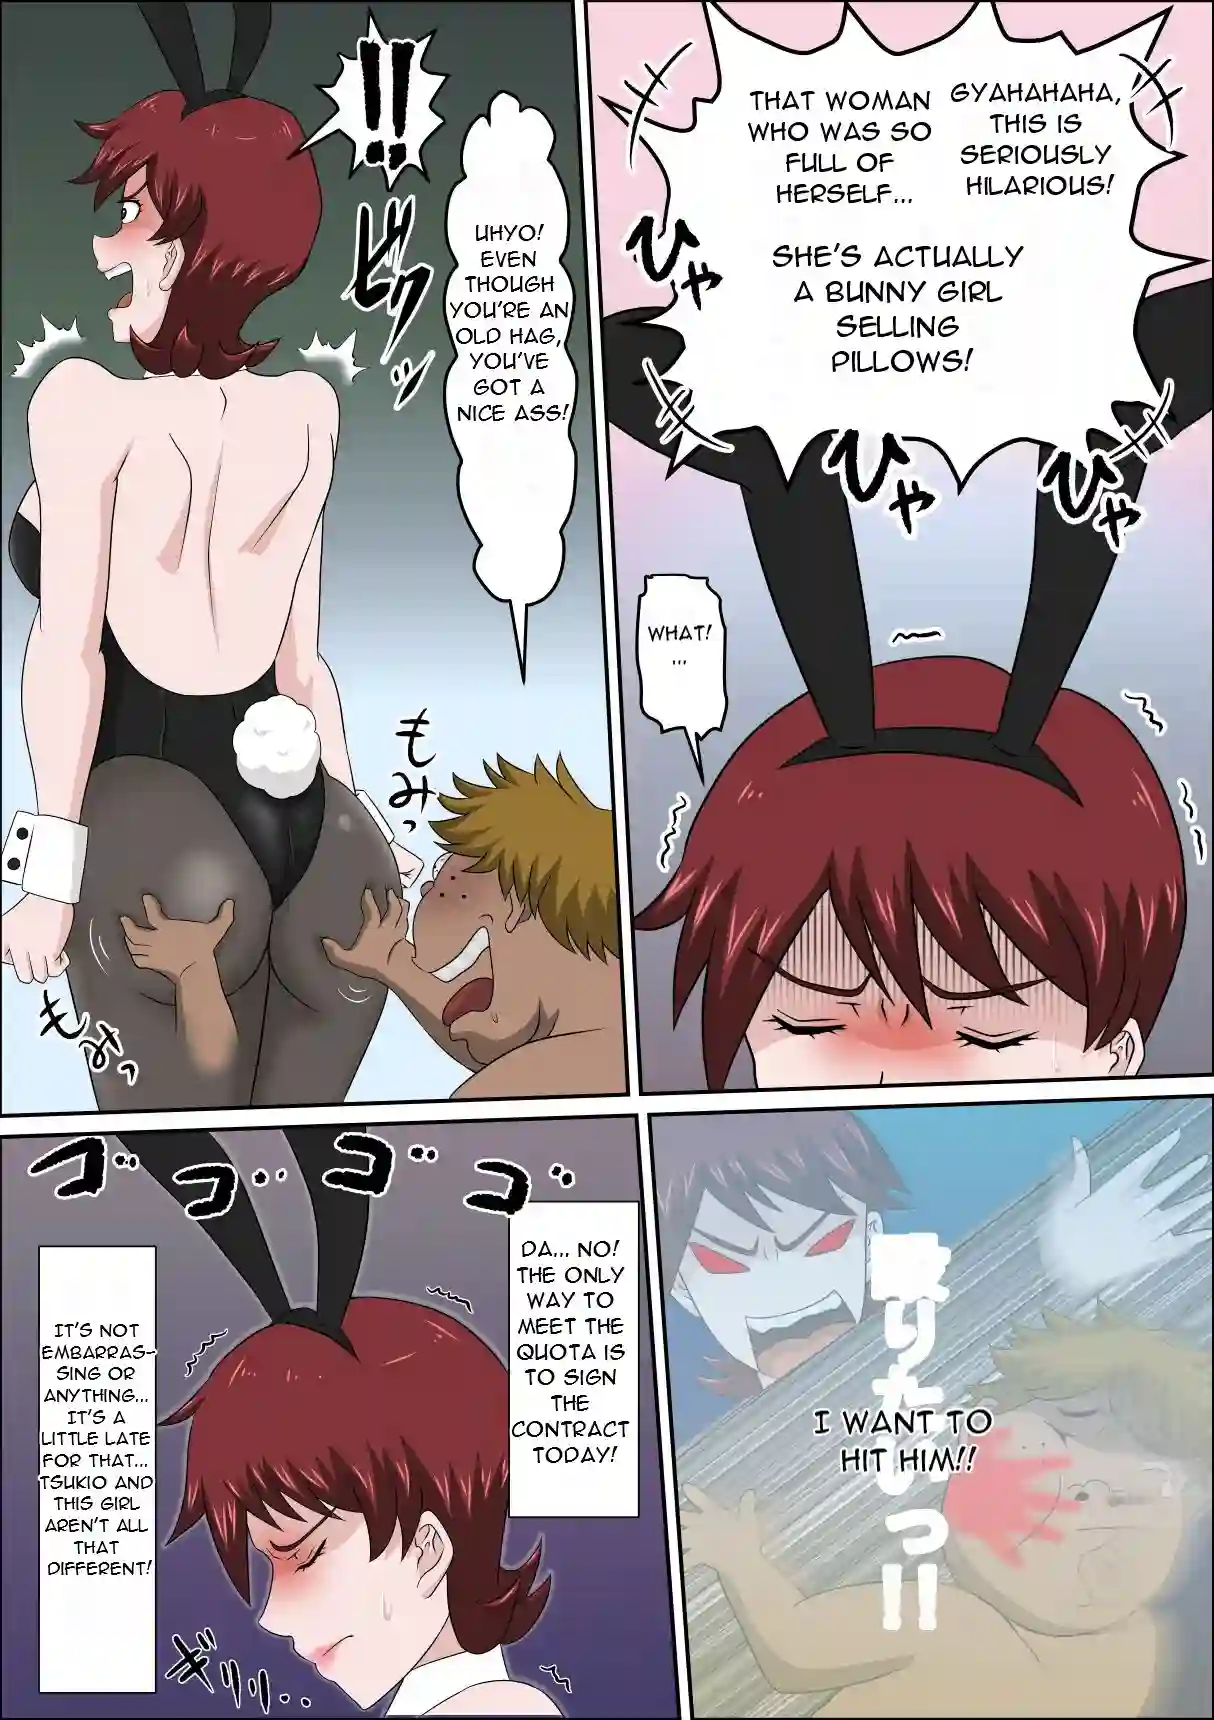 GYAHAHAHA,
THIS IS
SERIOUSLY
HILARIOUS!
THAT WOMAN
WHO WAS SO
FULL OF
HERSELF...
SHE'S ACTUALLY
A BUNNY GIRL
SELLING
PILLOWS!
ひゃ
ひゃ
ひゃ
WHAT!
...
!!
ビクッ
UHYO!
EVEN
THOUGH
YOU'RE AN
OLD HAG,
YOU'VE
GOT A
NICE ASS!
もみっ
もみっ
I WANT TO
HIT HIM!!
りたいっ!!
ゴゴゴゴ
DA... NO!
THE ONLY
WAY TO
MEET THE
QUOTA IS
TO SIGN
THE
CONTRACT
TODAY!
IT'S NOT
EMBARRAS-
SING OR
ANYTHING...
IT'S A
LITTLE LATE
FOR THAT...
TSUKIO AND
THIS GIRL
AREN'T ALL
THAT
DIFFERENT!
ギリリ..